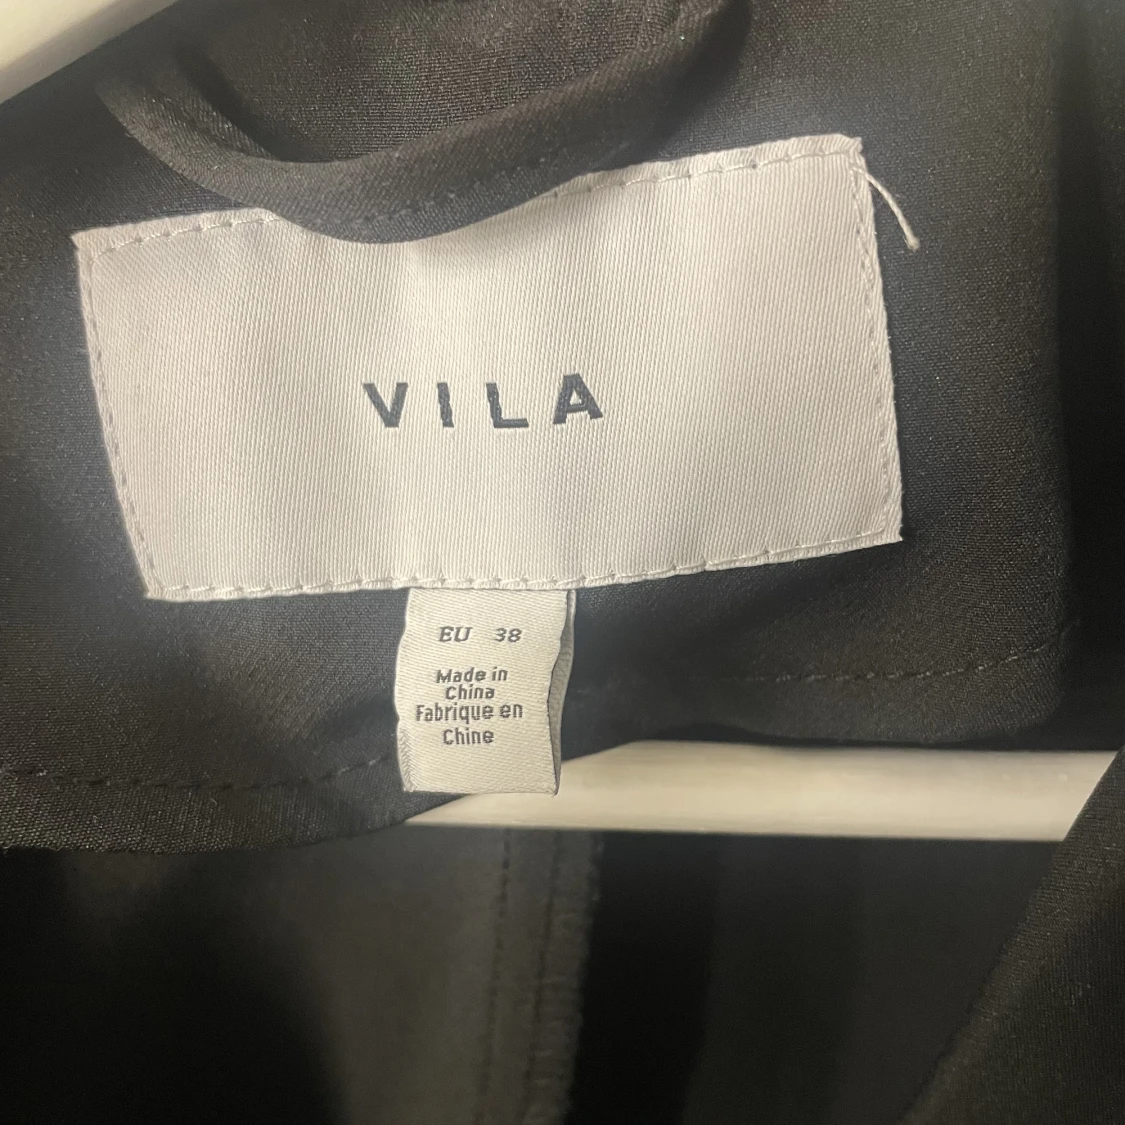 VILA
EU 38
Made in
China
Fabrique en
Chine